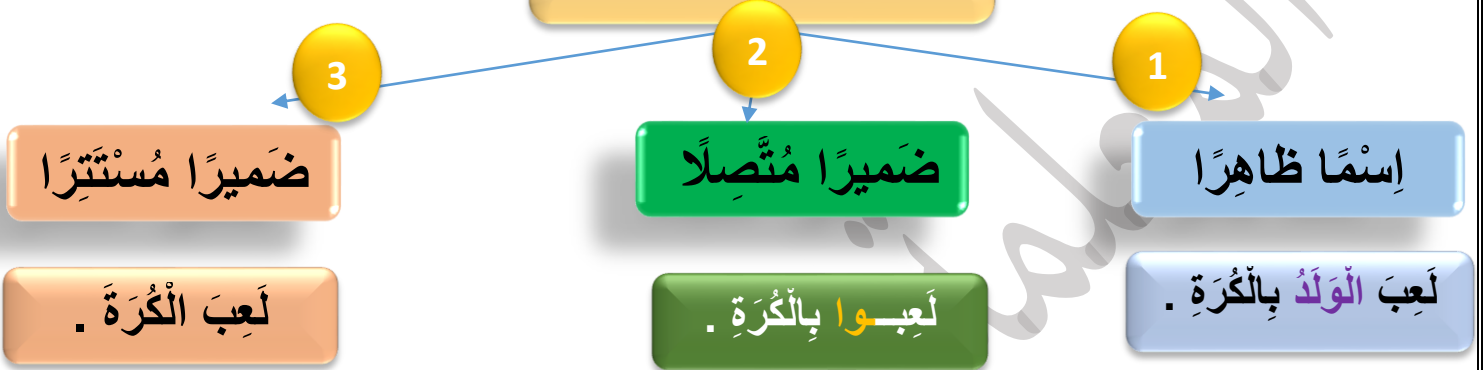 1
2
3
اِسْمًا ظاهِرًا
ضَميرًا مُتَّصِلًا
ضَميرًا مُسْتَتِرًا
لَعِبَ الْوَلَدُ بِالْكُرَةِ .
لَعِبــوا بِالْكُرَةِ .
لَعِبَ الْكُرَةَ .